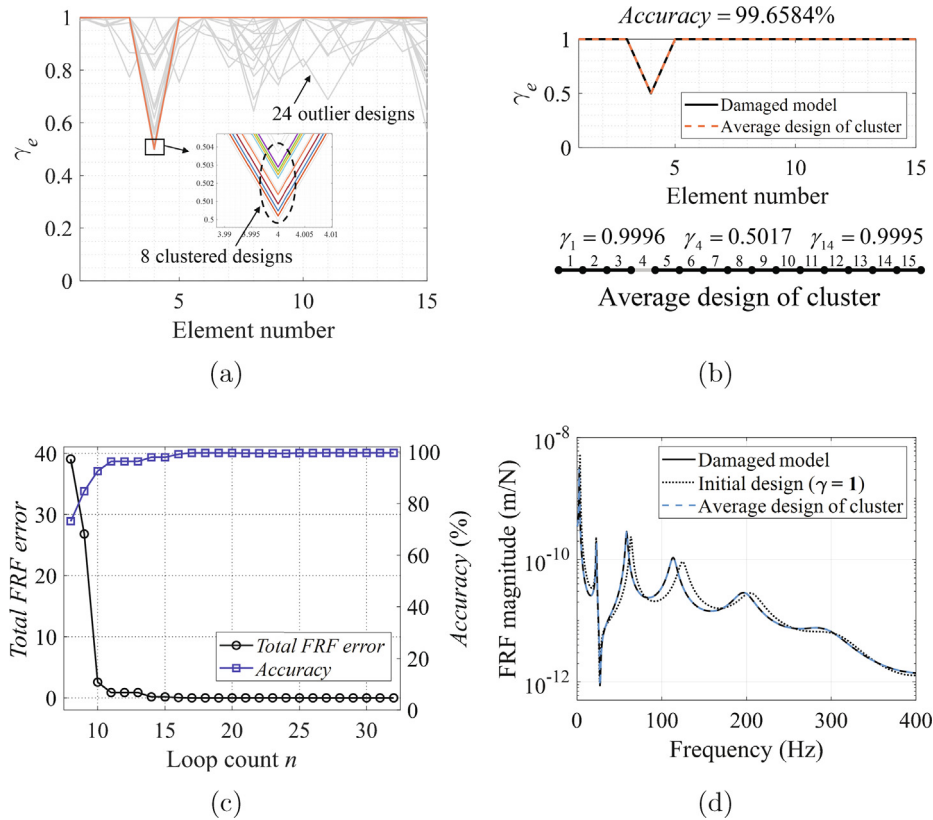 1
0.8
0.6
0.4
0.2
0
γe
24 outlier designs
0.504
0.503
0.502
0.501
0.5
3.99
3.995
4
4.005
4.01
8 clustered designs
5
10
15
Element number
(a)
Accuracy = 99.6584%
1
0.5
0
γe
Damaged model
Average design of cluster
5
10
15
Element number
γ1 = 0.9996 γ4 = 0.5017 γ14 = 0.9995
1 2 3 4 5 6 7 8 9 10 11 12 13 14 15
Average design of cluster
(b)
40
30
20
10
0
Total FRF error
100
80
60
40
20
0
Accuracy (%)
Total FRF error
Accuracy
10 15 20 25 30
Loop count n
(c)
10⁻⁸
10⁻¹⁰
10⁻¹²
FRF magnitude (m/N)
Damaged model
Initial design (γ = 1)
Average design of cluster
0 100 200 300 400
Frequency (Hz)
(d)